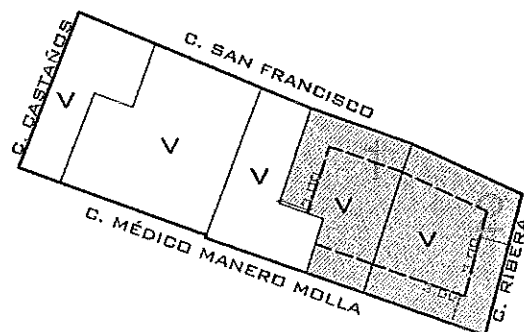 C. SAN FRANCISCO
C. CASTAÑOS
V
V
V
V
V
C. MÉDICO MANERO MOLLA
C. RIBERA